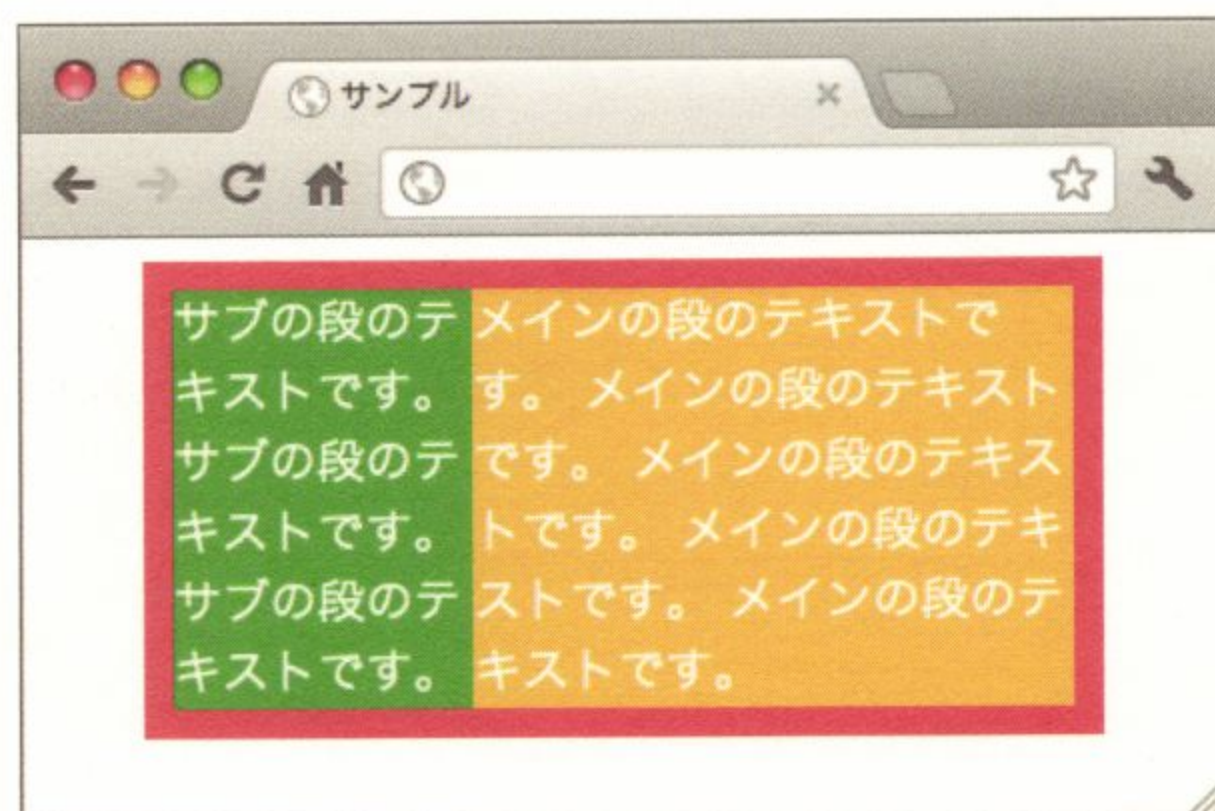 サンプル
サブの段のテ
キストです。
サブの段のテ
キストです。
サブの段のテ
キストです。
メインの段のテキストで
す。 メインの段のテキスト
です。 メインの段のテキス
トです。 メインの段のテキ
ストです。 メインの段のテ
キストです。